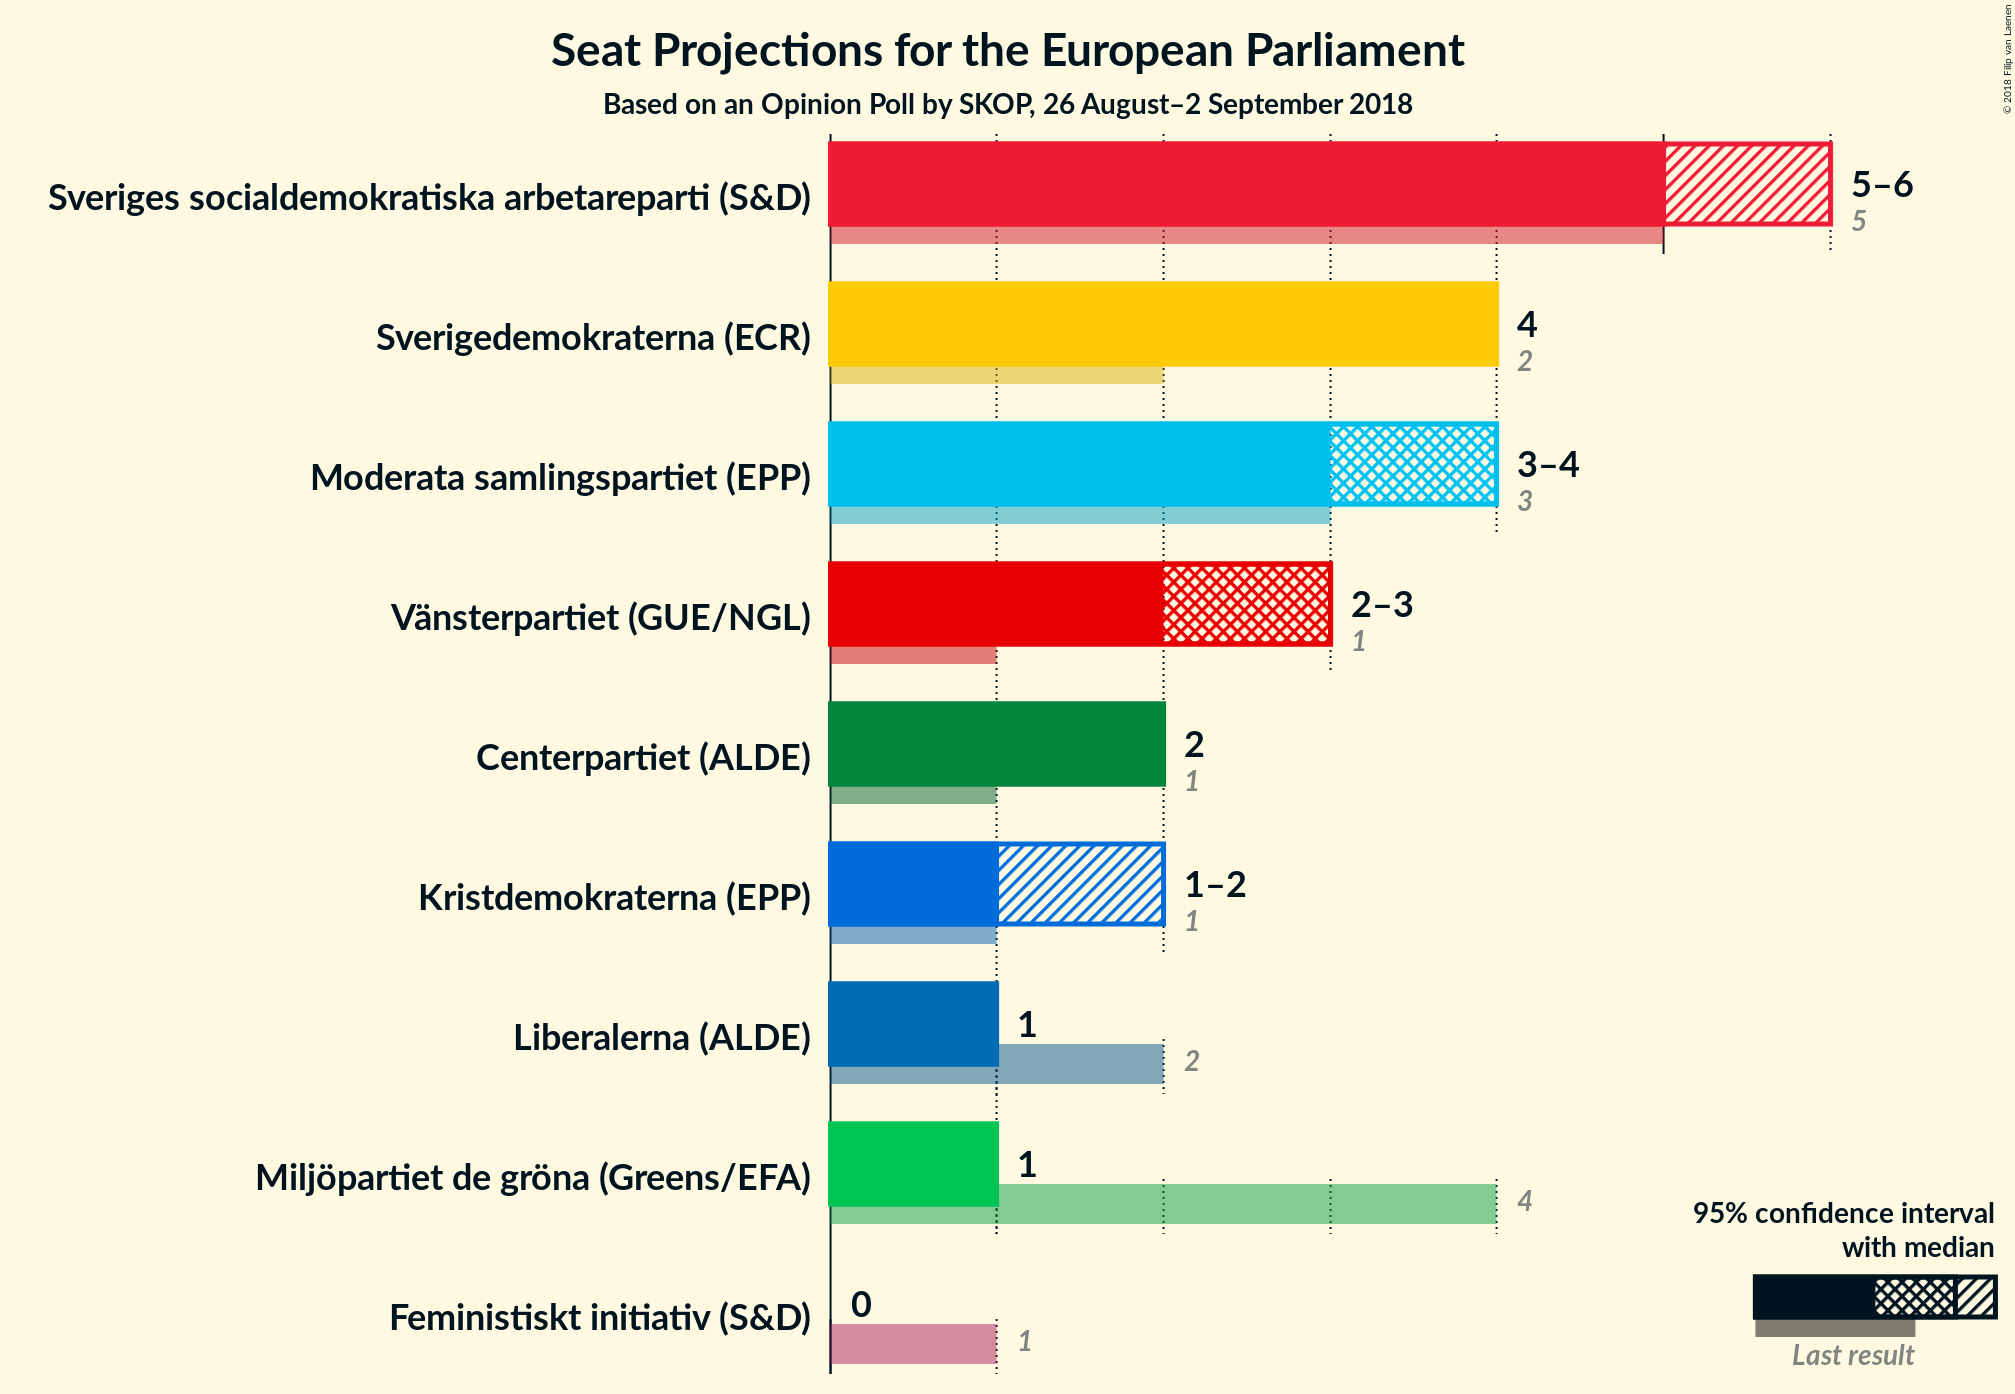 Seat Projections for the European Parliament
Based on an Opinion Poll by SKOP, 26 August–2 September 2018
© 2018 Filip van Laenen
Sveriges socialdemokratiska arbetareparti (S&D)
5–6
5
Sverigedemokraterna (ECR)
4
2
Moderata samlingspartiet (EPP)
3–4
3
Vänsterpartiet (GUE/NGL)
2–3
1
Centerpartiet (ALDE)
2
1
Kristdemokraterna (EPP)
1–2
1
Liberalerna (ALDE)
1
2
Miljöpartiet de gröna (Greens/EFA)
1
4
Feministiskt initiativ (S&D)
0
1
95% confidence interval
with median
Last result